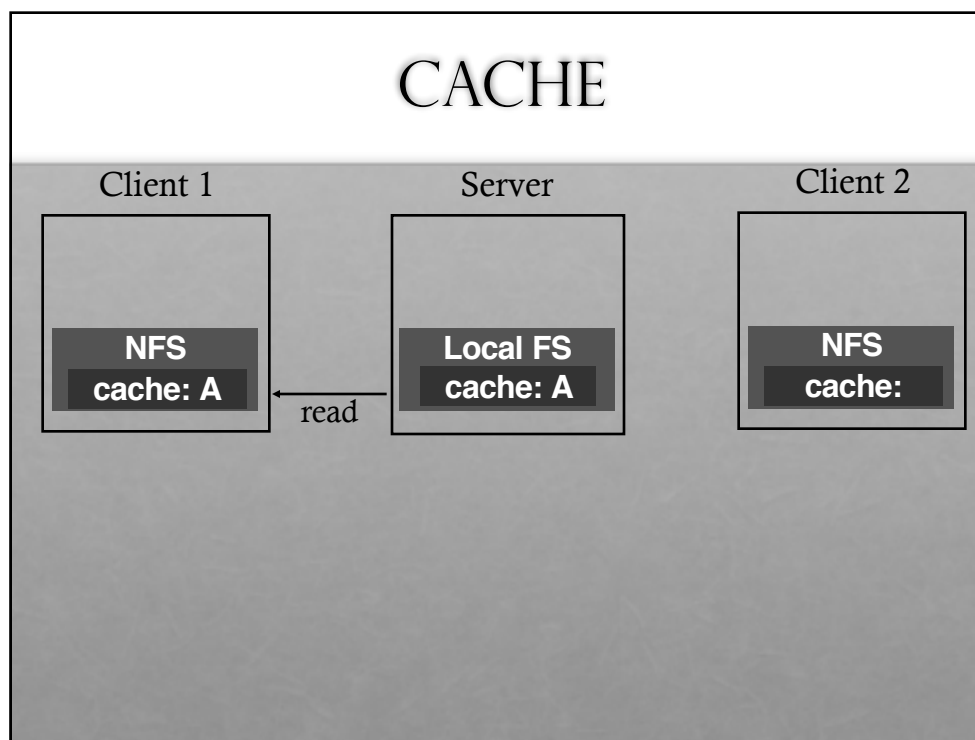 CACHE
Client 1
Server
Client 2
NFS
cache: A
read
Local FS
cache: A
NFS
cache: